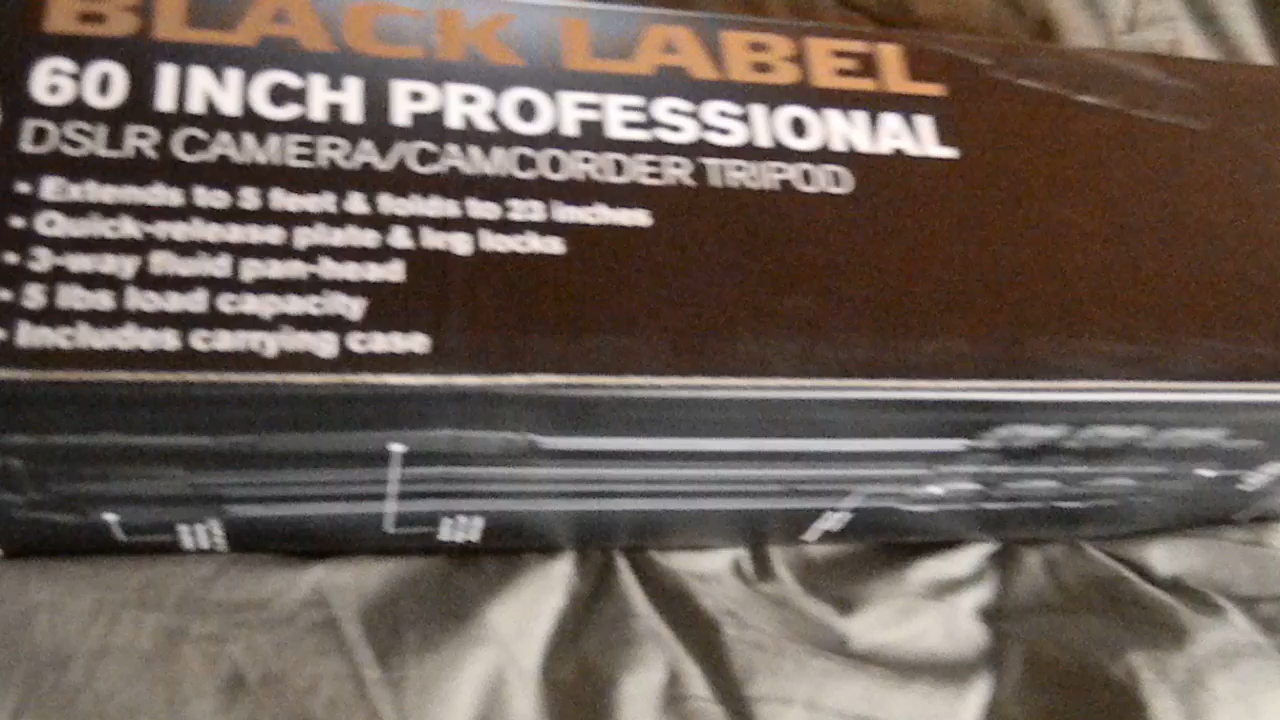 BLACK LABEL
60 INCH PROFESSIONAL
DSLR CAMERA/CAMCORDER TRIPOD
• Extends to 5 feet & folds to 23 inches
• Quick-release plate & leg locks
• 3-way fluid pan-head
• 5 lbs load capacity
• Includes carrying case